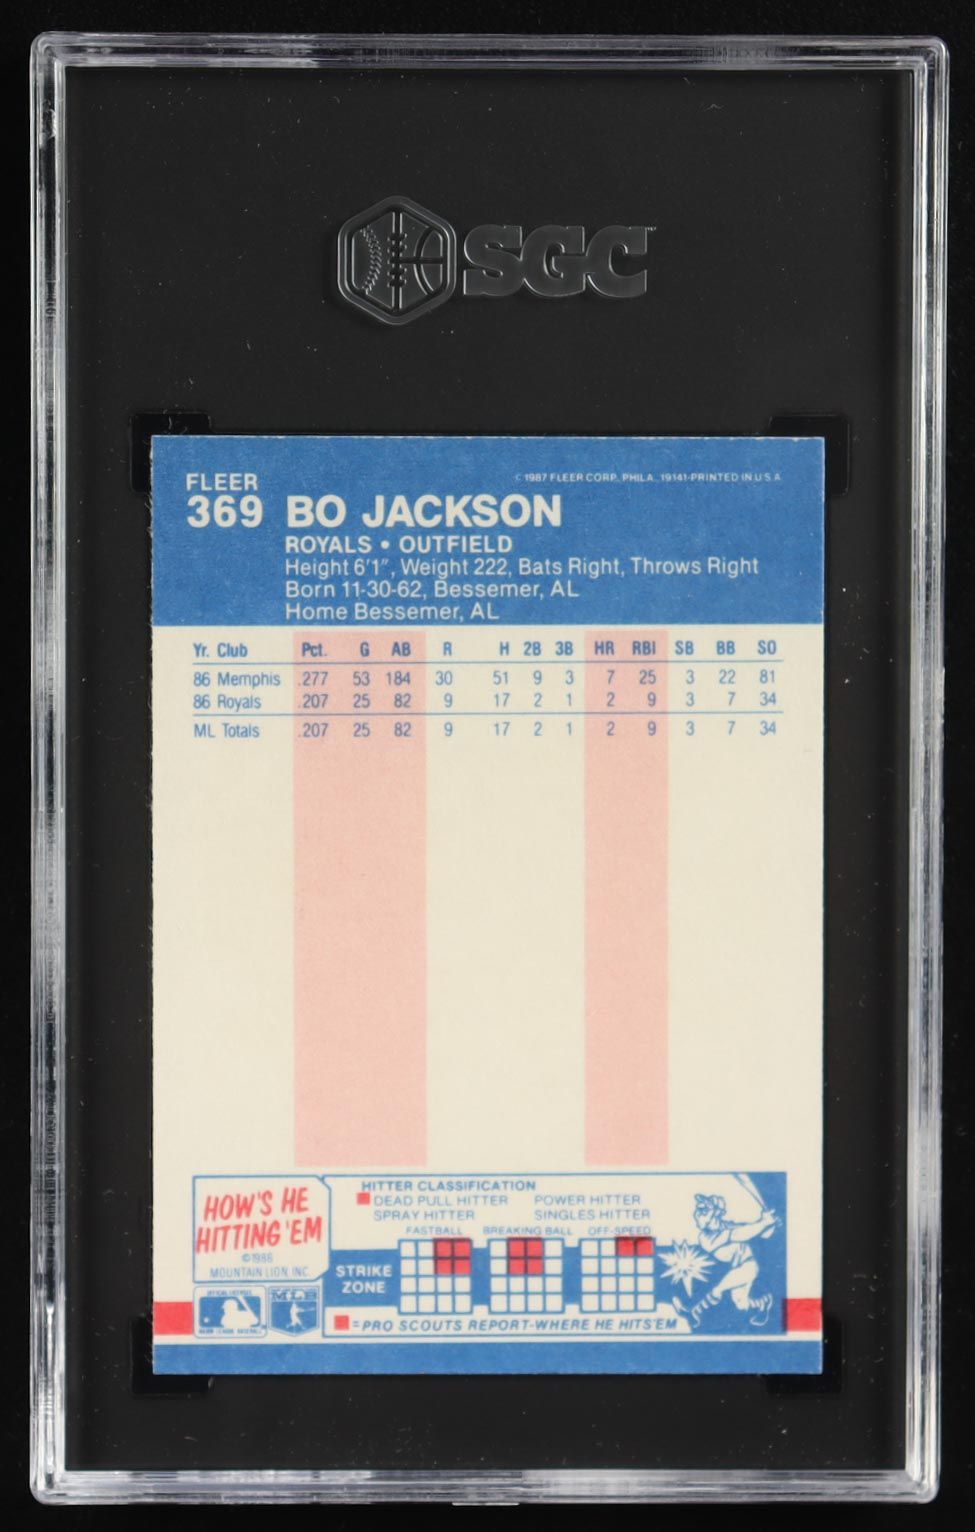 SGC
FLEER
369 BO JACKSON
© 1987 FLEER CORP. PHILA. 19141-PRINTED IN U S A
ROYALS • OUTFIELD
Height 6'1", Weight 222, Bats Right, Throws Right
Born 11-30-62, Bessemer, AL
Home Bessemer, AL
Yr. Club Pct. G AB R H 2B 3B HR RBI SB BB SO
86 Memphis .277 53 184 30 51 9 3 7 25 3 22 81
86 Royals .207 25 82 9 17 2 1 2 9 3 7 34
ML Totals .207 25 82 9 17 2 1 2 9 3 7 34
HOW'S HE
HITTING 'EM
©1986
MOUNTAIN LION, INC.
HITTER CLASSIFICATION
DEAD PULL HITTER POWER HITTER
SPRAY HITTER SINGLES HITTER
FASTBALL BREAKING BALL OFF-SPEED
STRIKE
ZONE
= PRO SCOUTS REPORT-WHERE HE HITS 'EM
OFFICIAL LICENSEE
MAJOR LEAGUE BASEBALL
MLB